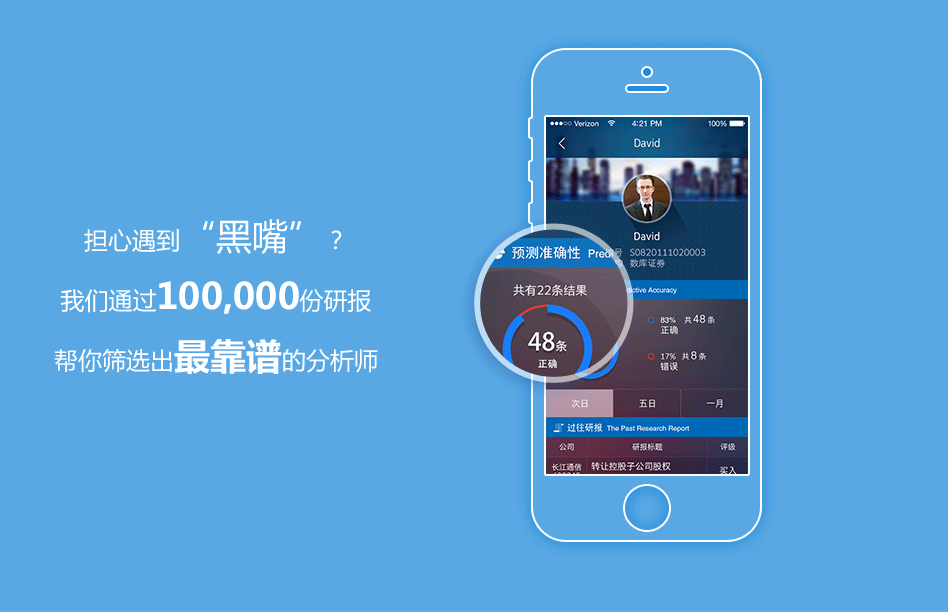 担心遇到“黑嘴”？
我们通过100,000份研报
帮你筛选出最靠谱的分析师
Verizon 4:21 PM 100%
David
David
S0820111020003
数库证券
预测准确性 Pred
dictive Accuracy
共有22条结果
48条
正确
83% 共48条
正确
17% 共8条
错误
次日 五日 一月
过往研报 The Past Research Report
公司 研报标题 评级
长江通信 转让控股子公司股权 买入